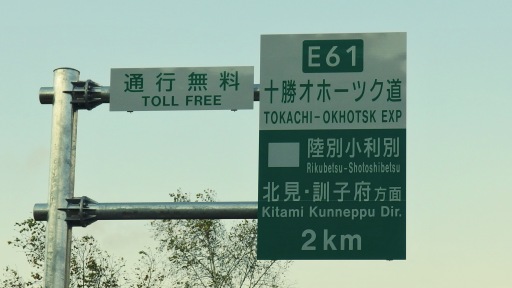 通行無料
TOLL FREE
E61
十勝オホーツク道
TOKACHI-OKHOTSK EXP
陸別小利別
Rikubetsu-Shotoshibetsu
北見・訓子府方面
Kitami Kunneppu Dir.
2km